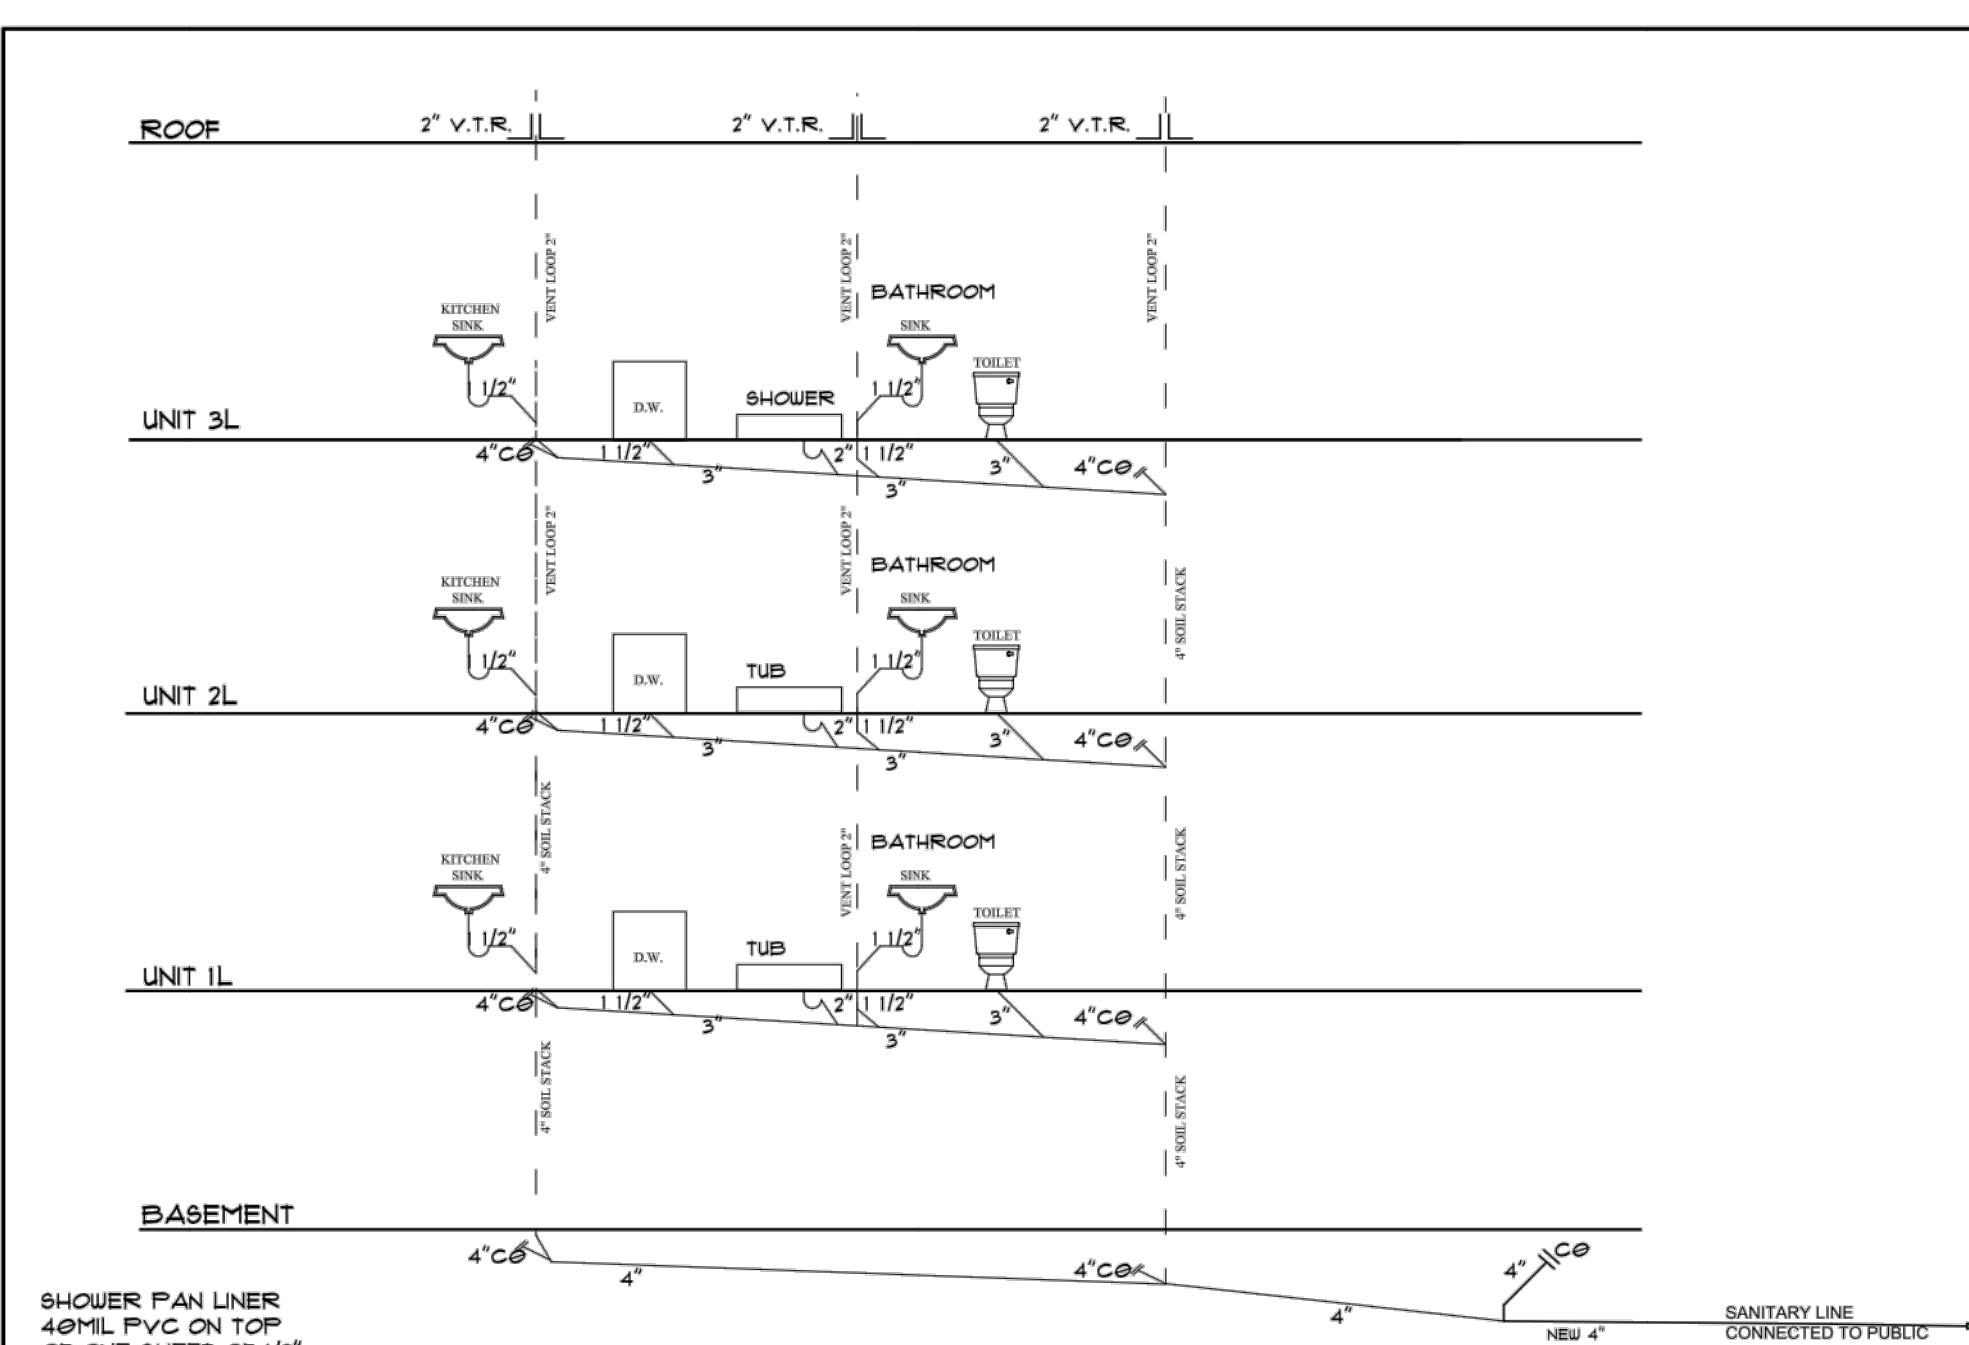 ROOF
2" V.T.R.
2" V.T.R.
2" V.T.R.
VENT LOOP 2"
VENT LOOP 2"
VENT LOOP 2"
BATHROOM
KITCHEN
SINK
SINK
TOILET
1 1/2"
D.W.
SHOWER
1 1/2"
UNIT 3L
4"CO
1 1/2"
3"
2"
1 1/2"
3"
3"
4"CO
VENT LOOP 2"
VENT LOOP 2"
4" SOIL STACK
BATHROOM
KITCHEN
SINK
SINK
TOILET
1 1/2"
D.W.
TUB
1 1/2"
UNIT 2L
4"CO
1 1/2"
3"
2"
1 1/2"
3"
3"
4"CO
4" SOIL STACK
VENT LOOP 2"
4" SOIL STACK
BATHROOM
KITCHEN
SINK
SINK
TOILET
1 1/2"
D.W.
TUB
1 1/2"
UNIT 1L
4"CO
1 1/2"
3"
2"
1 1/2"
3"
3"
4"CO
4" SOIL STACK
4" SOIL STACK
BASEMENT
4"CO
4"
4"CO
4"
4"
CO
NEW 4"
SANITARY LINE
CONNECTED TO PUBLIC
SHOWER PAN LINER
40MIL PVC ON TOP